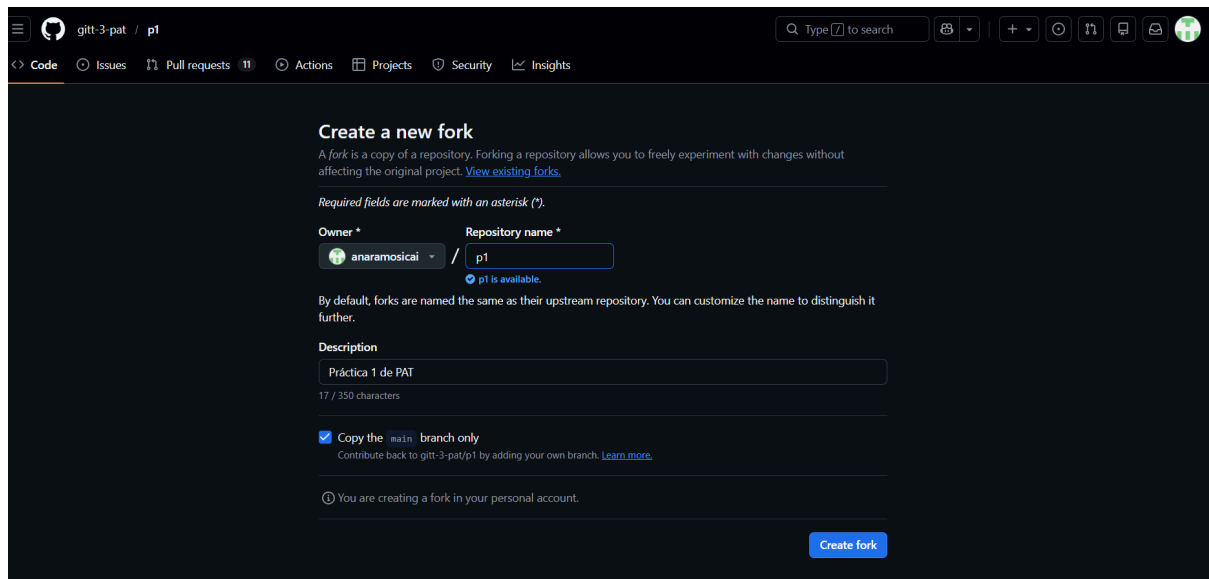 gitt-3-pat / p1
Type / to search
Code Issues Pull requests 11 Actions Projects Security Insights
Create a new fork
A fork is a copy of a repository. Forking a repository allows you to freely experiment with changes without
affecting the original project. View existing forks.
Required fields are marked with an asterisk (*).
Owner * Repository name *
anaramosicai / p1
p1 is available.
By default, forks are named the same as their upstream repository. You can customize the name to distinguish it
further.
Description
Práctica 1 de PAT
17 / 350 characters
Copy the main branch only
Contribute back to gitt-3-pat/p1 by adding your own branch. Learn more.
You are creating a fork in your personal account.
Create fork